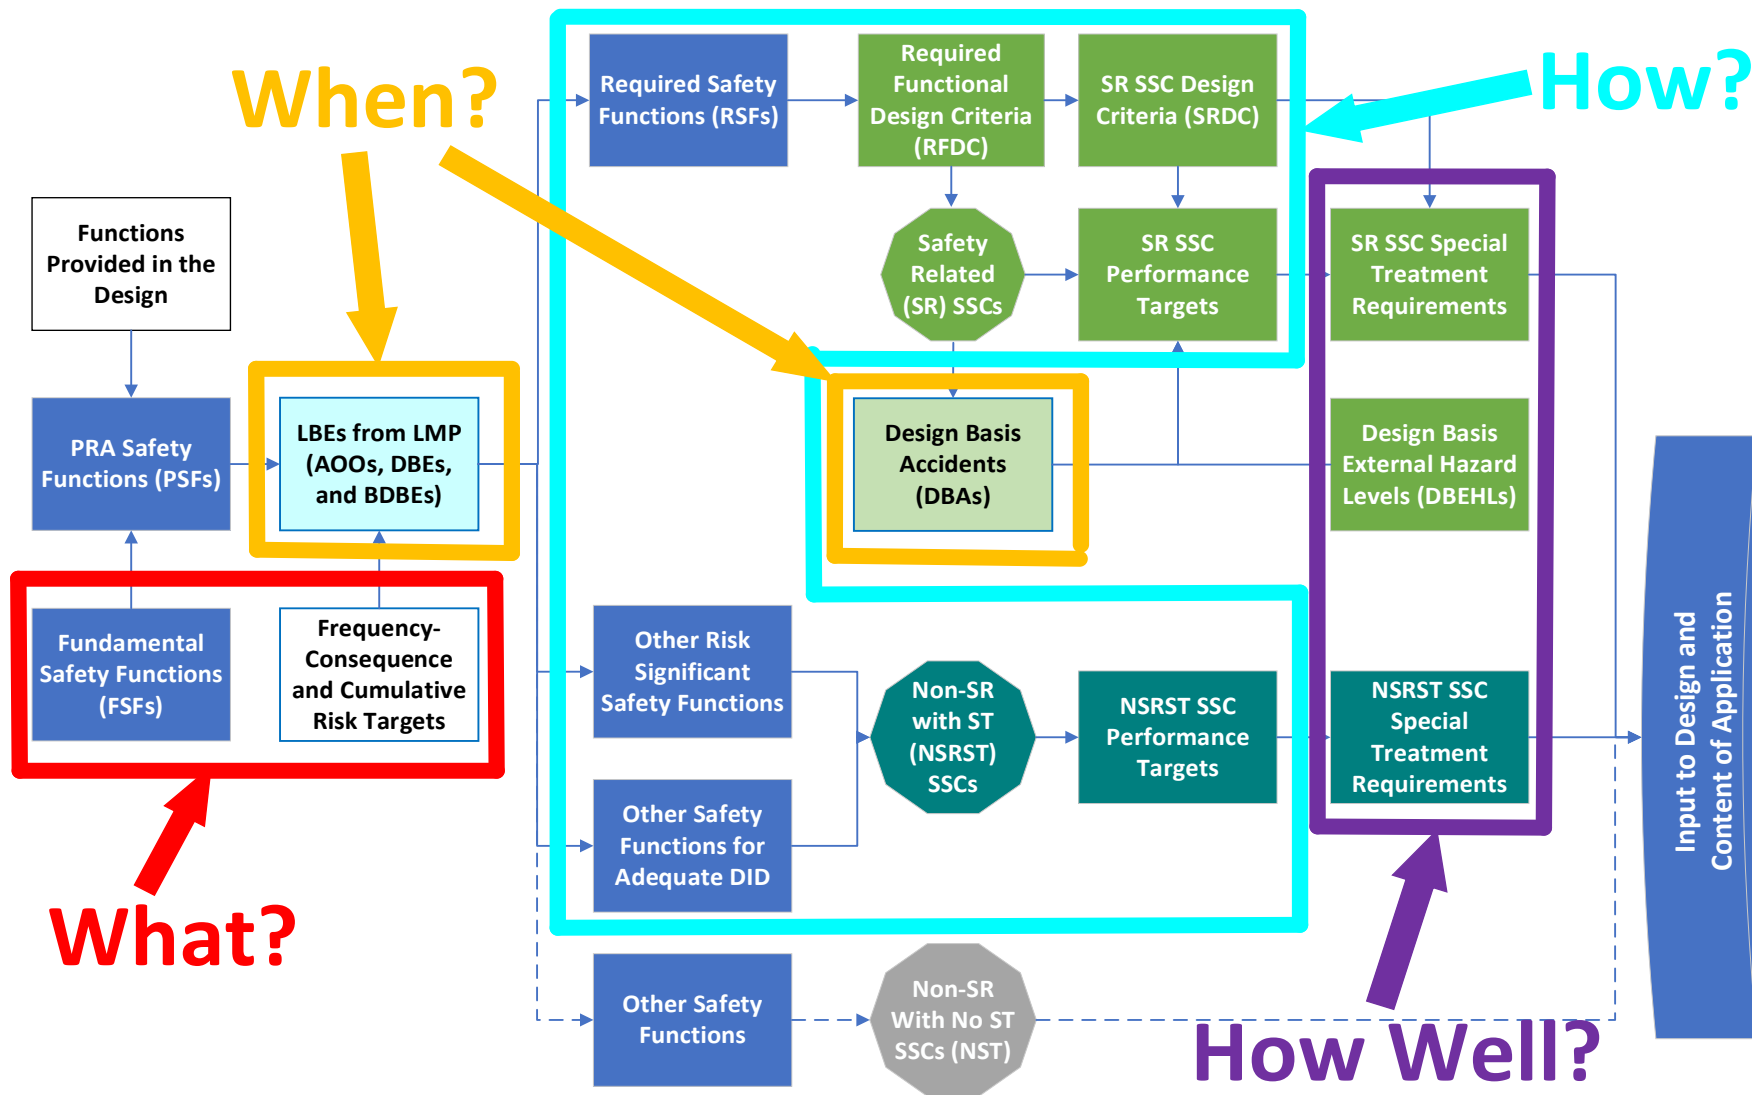 When?
How?
Required Safety
Functions (RSFs)
Required
Functional
Design Criteria
(RFDC)
SR SSC Design
Criteria (SRDC)
Functions
Provided in the
Design
Safety
Related
(SR) SSCs
SR SSC
Performance
Targets
SR SSC Special
Treatment
Requirements
PRA Safety
Functions (PSFs)
LBEs from LMP
(AOOs, DBEs,
and BDBEs)
Design Basis
Accidents
(DBAs)
Design Basis
External Hazard
Levels (DBEHLs)
Fundamental
Safety Functions
(FSFs)
Frequency-
Consequence
and Cumulative
Risk Targets
Other Risk
Significant
Safety Functions
Non-SR
with ST
(NSRST)
SSCs
NSRST SSC
Performance
Targets
NSRST SSC
Special
Treatment
Requirements
Input to Design and
Content of Application
Other Safety
Functions for
Adequate DID
What?
Other Safety
Functions
Non-SR
With No ST
SSCs (NST)
How Well?